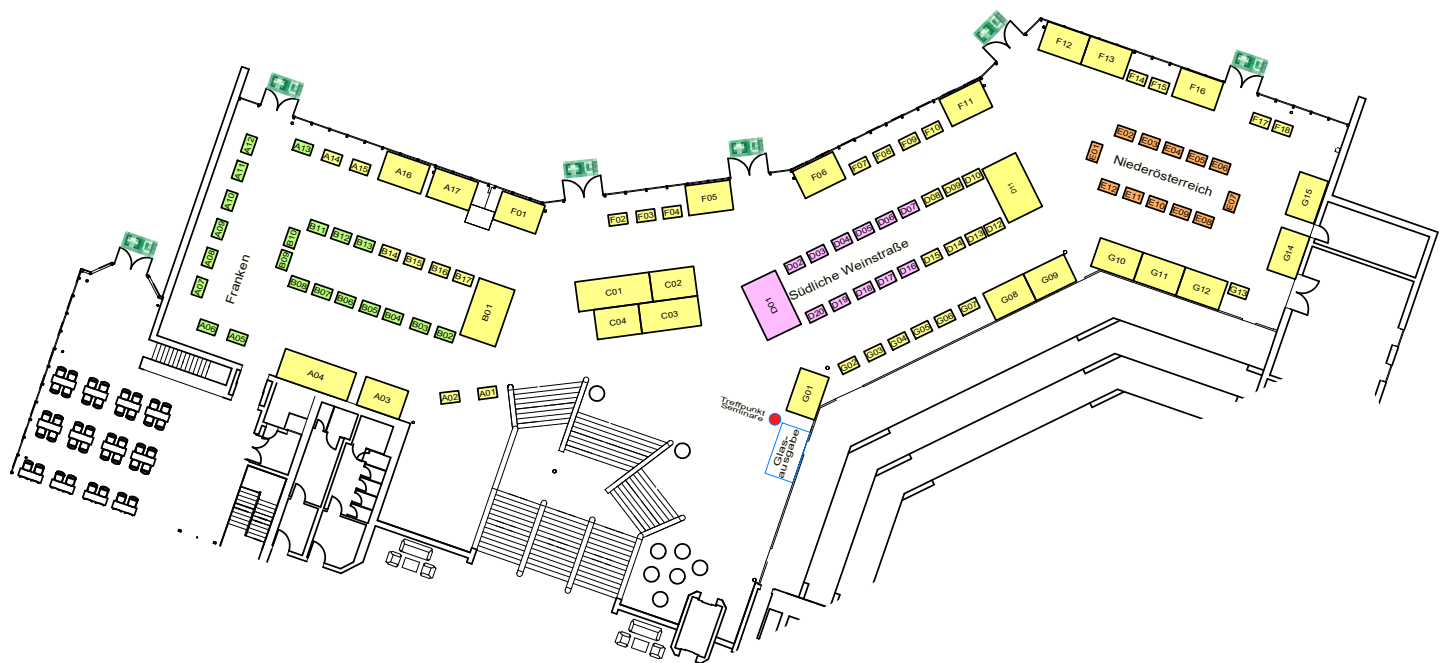 F12
F13
F14
F15
F16
F17
F18
F11
F10
F09
F08
F07
F06
F05
F04
F03
F02
F01
A17
A16
A15
A14
A13
A12
A11
A10
A09
A08
A07
A06
A05
A04
A03
A02
A01
Franken
B10
B09
B11
B12
B13
B14
B15
B16
B17
B01
B08
B07
B06
B05
B04
B03
B02
C01
C02
C04
C03
D01
D02
D03
D04
D05
D06
D07
D08
D09
D10
D11
D12
D13
D14
D15
D16
D17
D18
D19
D20
Südliche Weinstraße
E01
E02
E03
E04
E05
E06
E07
E08
E09
E10
E11
E12
Niederösterreich
G15
G14
G13
G12
G11
G10
G09
G08
G07
G06
G05
G04
G03
G02
G01
Treffpunkt
Seminare
Glas-
ausgabe